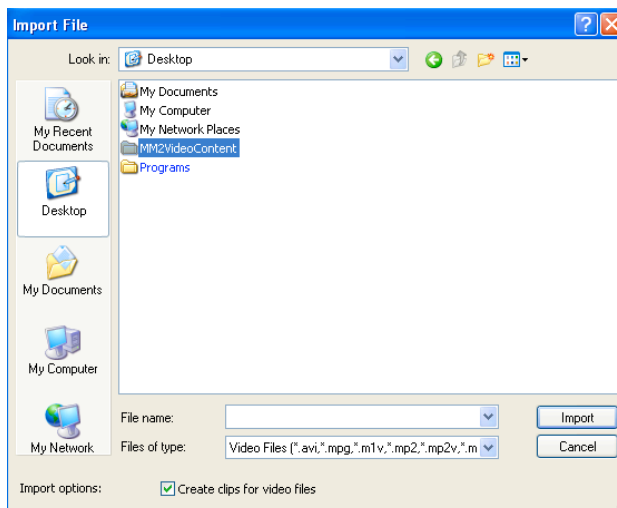 Import File
Look in:
Desktop
My Recent
Documents
Desktop
My Documents
My Computer
My Network
My Documents
My Computer
My Network Places
MM2VideoContent
Programs
File name:
Import
Files of type:
Video Files (*.avi,*.mpg,*.m1v,*.mp2,*.mp2v,*.m
Cancel
Import options:
Create clips for video files